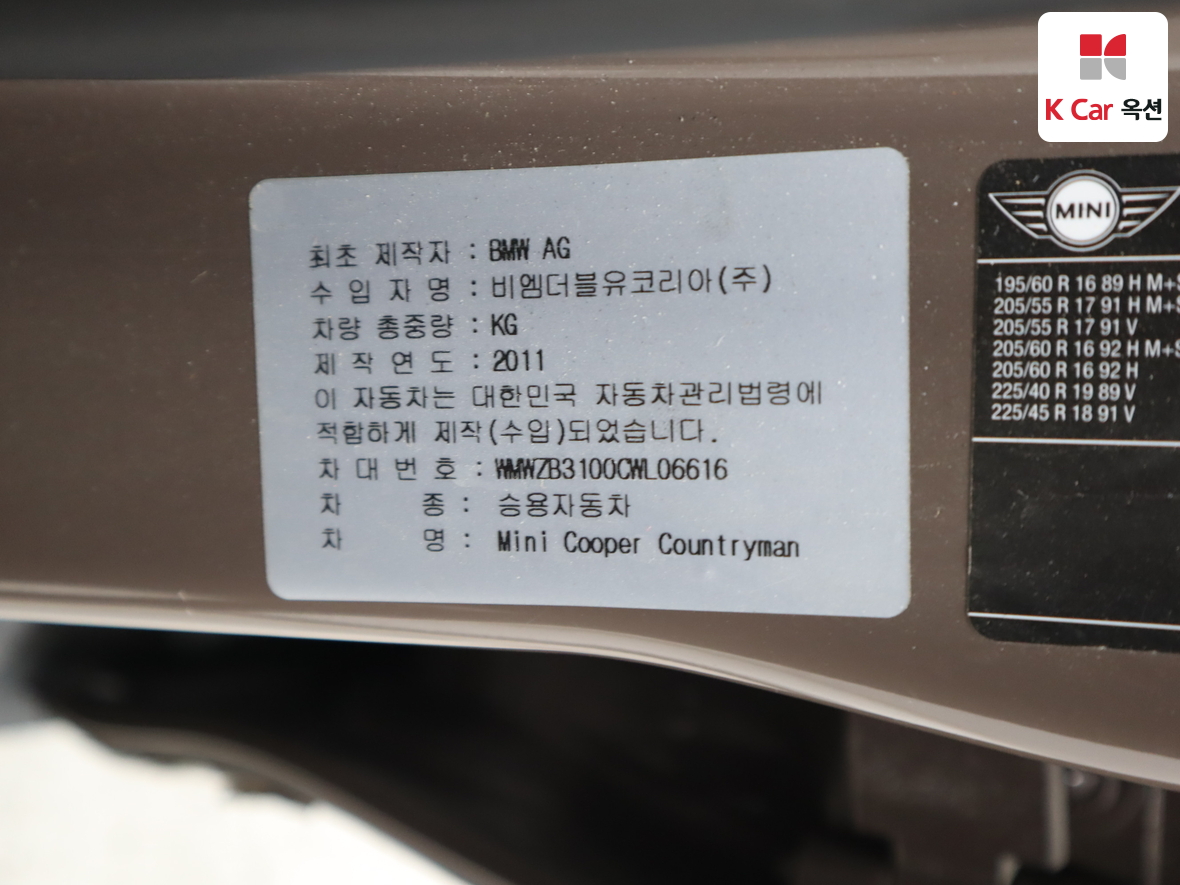 K Car 옥션
최초 제작자 : BMW AG
수 입 자 명 : 비엠더블유코리아(주)
차량 총중량 : KG
제 작 연 도 : 2011
이 자동차는 대한민국 자동차관리법령에
적합하게 제작(수입)되었습니다.
차 대 번 호 : WMWZB3100CWL06616
차 종 : 승용자동차
차 명 : Mini Cooper Countryman
MINI
195/60 R 16 89 H M+S
205/55 R 17 91 H M+S
205/55 R 17 91 V
205/60 R 16 92 H M+S
205/60 R 16 92 H
225/40 R 19 89 V
225/45 R 18 91 V